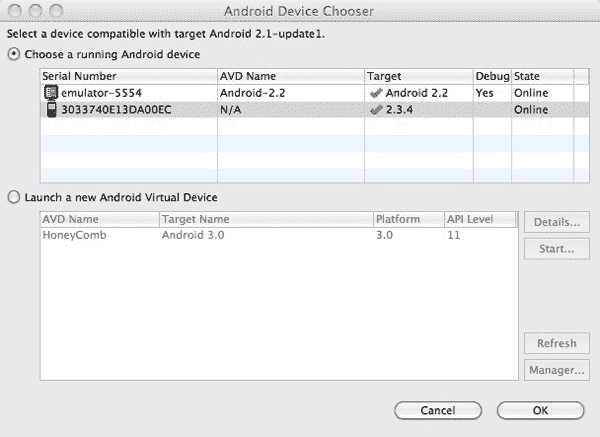 Android Device Chooser
Select a device compatible with target Android 2.1-update1.
Choose a running Android device
Serial Number AVD Name Target Debug State
emulator-5554 Android-2.2 Android 2.2 Yes Online
3033740E13DA00EC N/A 2.3.4 Online
Launch a new Android Virtual Device
AVD Name Target Name Platform API Level Details...
HoneyComb Android 3.0 3.0 11
Start...
Refresh
Manager...
Cancel OK